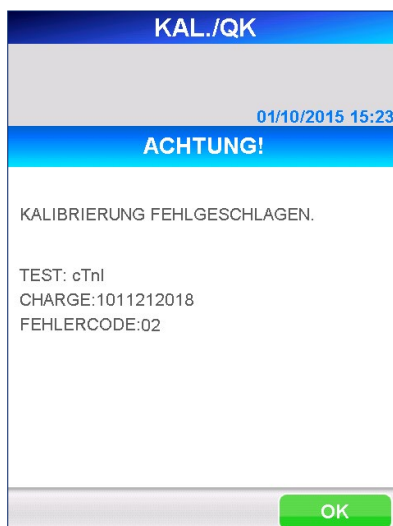 KAL./QK
01/10/2015 15:23
ACHTUNG!
KALIBRIERUNG FEHLGESCHLAGEN.
TEST: cTnI
CHARGE:1011212018
FEHLERCODE:02
OK